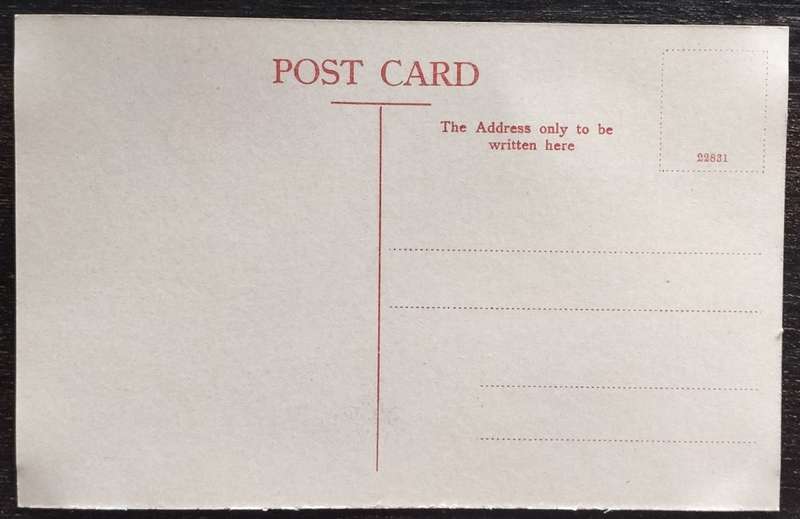 POST CARD
The Address only to be
written here
22831